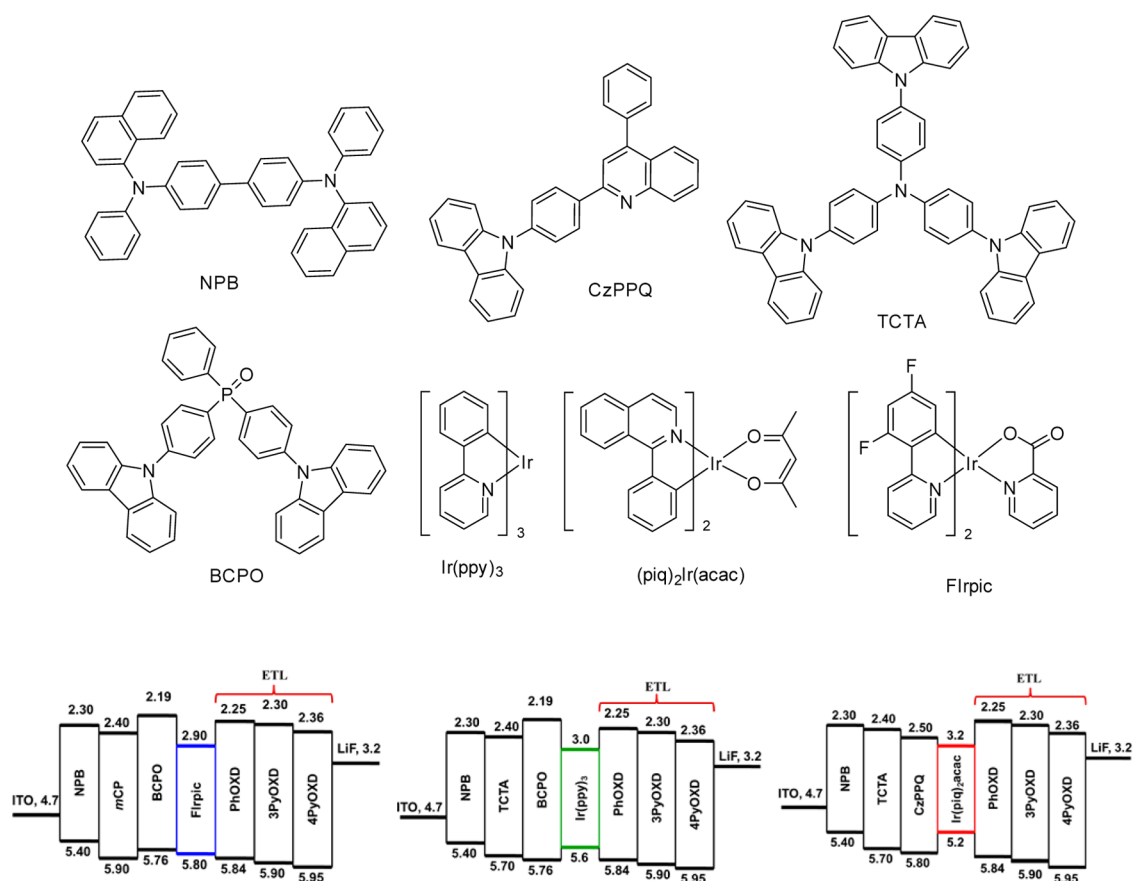 N
N
NPB
N
N
CzPPQ
N
N
N
N
TCTA
P
O
N
N
BCPO
N
Ir
3
Ir(ppy)3
N
Ir
O
O
2
(piq)2Ir(acac)
F
F
N
Ir
O
O
N
2
FIrpic
ETL
2.30
2.40
2.19
2.90
2.25
2.30
2.36
LiF, 3.2
ITO, 4.7
NPB
mCP
BCPO
FIrpic
PhOXD
3PyOXD
4PyOXD
5.40
5.90
5.76
5.80
5.84
5.90
5.95
ETL
2.30
2.40
2.19
3.0
2.25
2.30
2.36
LiF, 3.2
ITO, 4.7
NPB
TCTA
BCPO
Ir(ppy)3
PhOXD
3PyOXD
4PyOXD
5.40
5.70
5.76
5.6
5.84
5.90
5.95
ETL
2.30
2.40
2.50
3.2
2.25
2.30
2.36
LiF, 3.2
ITO, 4.7
NPB
TCTA
CzPPQ
Ir(piq)2acac
PhOXD
3PyOXD
4PyOXD
5.40
5.70
5.80
5.2
5.84
5.90
5.95